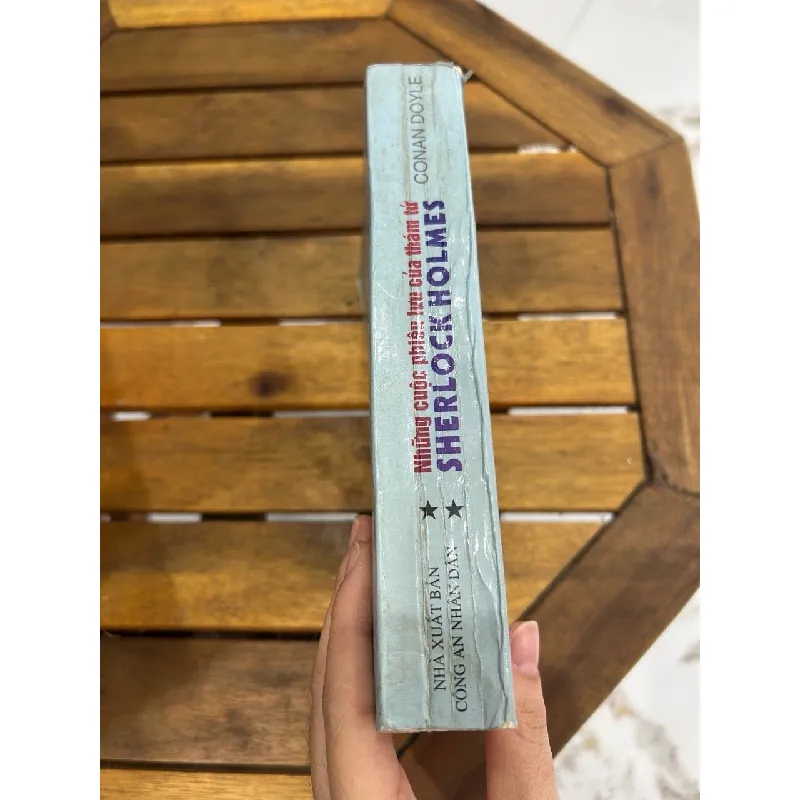 CONAN DOYLE
Những cuộc phiêu lưu của thám tử
SHERLOCK HOLMES
★ ★
NHÀ XUẤT BẢN
CÔNG AN NHÂN DÂN